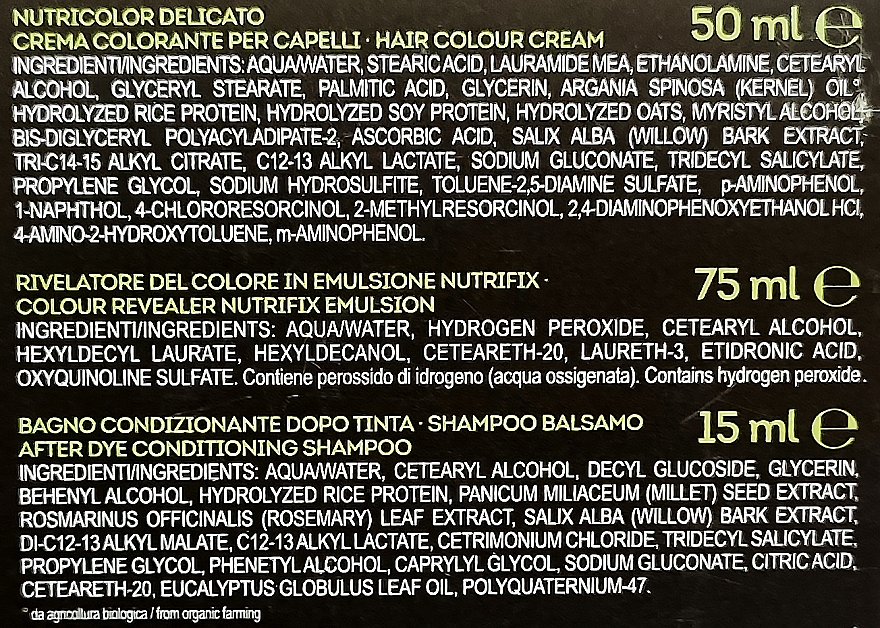 NUTRICOLOR DELICATO
CREMA COLORANTE PER CAPELLI · HAIR COLOUR CREAM
50 ml ℮
INGREDIENTI/INGREDIENTS: AQUA/WATER, STEARIC ACID, LAURAMIDE MEA, ETHANOLAMINE, CETEARYL
ALCOHOL, GLYCERYL STEARATE, PALMITIC ACID, GLYCERIN, ARGANIA SPINOSA (KERNEL) OIL°
HYDROLYZED RICE PROTEIN, HYDROLYZED SOY PROTEIN, HYDROLYZED OATS, MYRISTYL ALCOHOL,
BIS-DIGLYCERYL POLYACYLADIPATE-2, ASCORBIC ACID, SALIX ALBA (WILLOW) BARK EXTRACT,
TRI-C14-15 ALKYL CITRATE, C12-13 ALKYL LACTATE, SODIUM GLUCONATE, TRIDECYL SALICYLATE,
PROPYLENE GLYCOL, SODIUM HYDROSULFITE, TOLUENE-2,5-DIAMINE SULFATE, p-AMINOPHENOL,
1-NAPHTHOL, 4-CHLORORESORCINOL, 2-METHYLRESORCINOL, 2,4-DIAMINOPHENOXYETHANOL HCl,
4-AMINO-2-HYDROXYTOLUENE, m-AMINOPHENOL.
RIVELATORE DEL COLORE IN EMULSIONE NUTRIFIX ·
COLOUR REVEALER NUTRIFIX EMULSION
75 ml ℮
INGREDIENTI/INGREDIENTS: AQUA/WATER, HYDROGEN PEROXIDE, CETEARYL ALCOHOL,
HEXYLDECYL LAURATE, HEXYLDECANOL, CETEARETH-20, LAURETH-3, ETIDRONIC ACID,
OXYQUINOLINE SULFATE. Contiene perossido di idrogeno (acqua ossigenata). Contains hydrogen peroxide.
BAGNO CONDIZIONANTE DOPO TINTA · SHAMPOO BALSAMO
AFTER DYE CONDITIONING SHAMPOO
15 ml ℮
INGREDIENTI/INGREDIENTS: AQUA/WATER, CETEARYL ALCOHOL, DECYL GLUCOSIDE, GLYCERIN,
BEHENYL ALCOHOL, HYDROLYZED RICE PROTEIN, PANICUM MILIACEUM (MILLET) SEED EXTRACT,
ROSMARINUS OFFICINALIS (ROSEMARY) LEAF EXTRACT, SALIX ALBA (WILLOW) BARK EXTRACT,
DI-C12-13 ALKYL MALATE, C12-13 ALKYL LACTATE, CETRIMONIUM CHLORIDE, TRIDECYL SALICYLATE,
PROPYLENE GLYCOL, PHENETYL ALCOHOL, CAPRYLYL GLYCOL, SODIUM GLUCONATE, CITRIC ACID,
CETEARETH-20, EUCALYPTUS GLOBULUS LEAF OIL, POLYQUATERNIUM-47.
° da agricoltura biologica / from organic farming